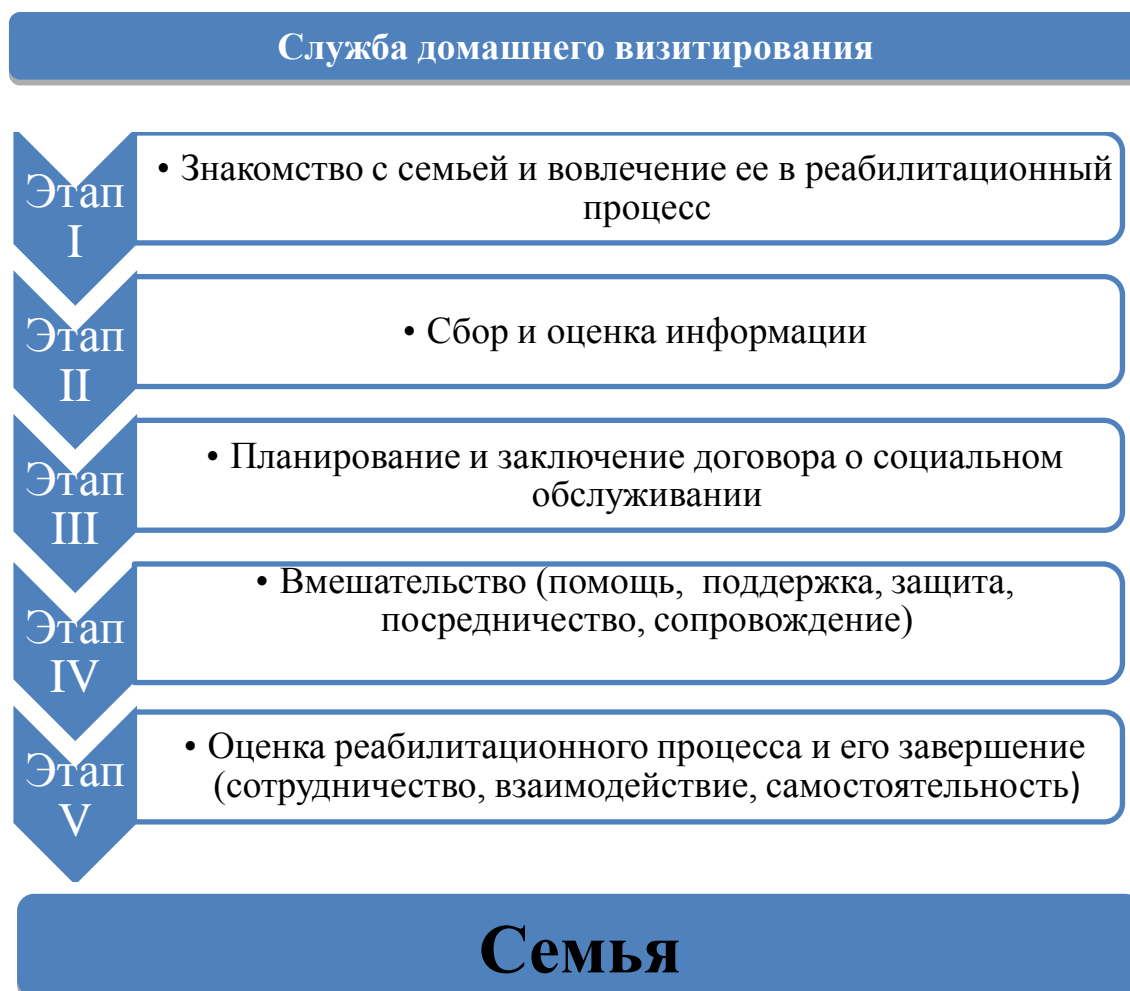 Служба домашнего визитирования
Этап
I
• Знакомство с семьей и вовлечение ее в реабилитационный
процесс
Этап
II
• Сбор и оценка информации
Этап
III
• Планирование и заключение договора о социальном
обслуживании
Этап
IV
• Вмешательство (помощь, поддержка, защита,
посредничество, сопровождение)
Этап
V
• Оценка реабилитационного процесса и его завершение
(сотрудничество, взаимодействие, самостоятельность)
Семья